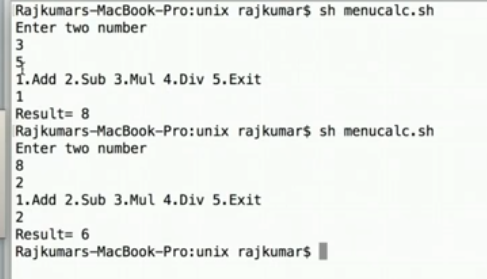 Rajkumars-MacBook-Pro:unix rajkumar$ sh menucalc.sh
Enter two number
3
5
1.Add 2.Sub 3.Mul 4.Div 5.Exit
1
Result= 8
Rajkumars-MacBook-Pro:unix rajkumar$ sh menucalc.sh
Enter two number
8
2
1.Add 2.Sub 3.Mul 4.Div 5.Exit
2
Result= 6
Rajkumars-MacBook-Pro:unix rajkumar$